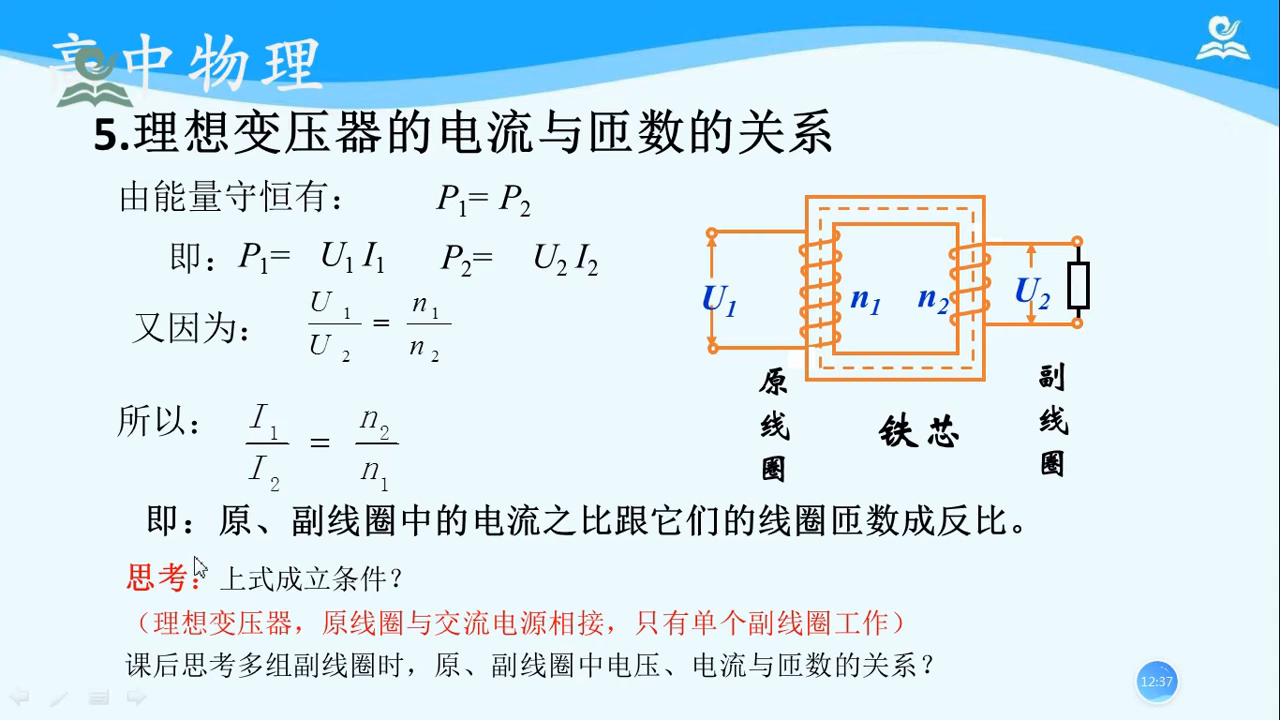 高中物理
5.理想变压器的电流与匝数的关系
由能量守恒有： P1= P2
即：P1= U1 I1 P2= U2 I2
又因为： U1/U2 = n1/n2
所以： I1/I2 = n2/n1
U1 n1 n2 U2
原线圈
铁芯
副线圈
即：原、副线圈中的电流之比跟它们的线圈匝数成反比。
思考：上式成立条件？
（理想变压器，原线圈与交流电源相接，只有单个副线圈工作）
课后思考多组副线圈时，原、副线圈中电压、电流与匝数的关系？
12:37